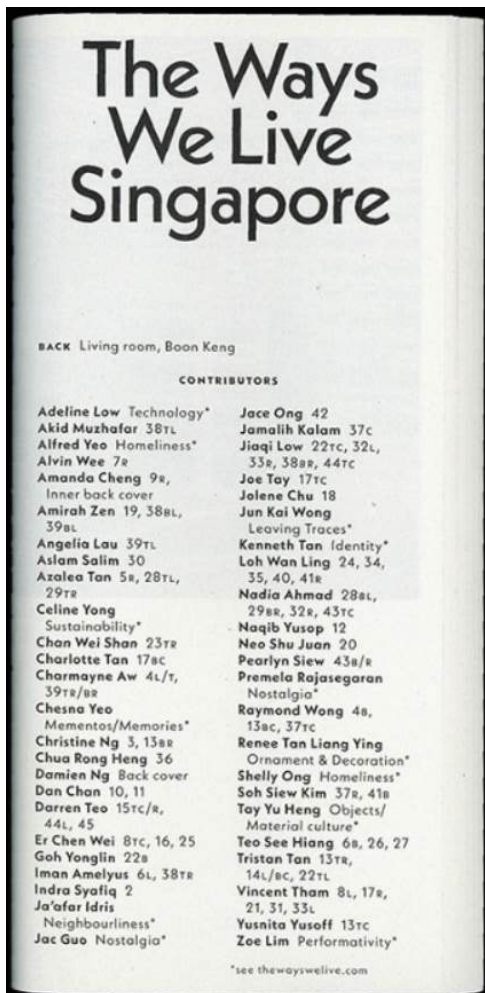 The Ways
We Live
Singapore
BACK Living room, Boon Keng
CONTRIBUTORS
Adeline Low Technology*
Akid Muzhafar 38TL
Alfred Yeo Homeliness*
Alvin Wee 7R
Amanda Cheng 9R,
Inner back cover
Amirah Zen 19, 38BL,
39BL
Angelia Lau 39TL
Aslam Salim 30
Azalea Tan 5R, 28TL,
29TR
Celine Yong
Sustainability*
Chan Wei Shan 23TR
Charlotte Tan 17BC
Charmayne Aw 4L/T,
39TR/BR
Chesna Yeo
Mementos/Memories*
Christine Ng 3, 13BR
Chua Rong Heng 36
Damien Ng Back cover
Dan Chan 10, 11
Darren Teo 15TC/R,
44L, 45
Er Chen Wei 8TC, 16, 25
Goh Yonglin 22B
Iman Amelyus 6L, 38TR
Indra Syafiq 2
Ja'afar Idris
Neighbourliness*
Jac Guo Nostalgia*
Jace Ong 42
Jamalih Kalam 37C
Jiaqi Low 22TC, 32L,
33R, 38BR, 44TC
Joe Tay 17TC
Jolene Chu 18
Jun Kai Wong
Leaving Traces*
Kenneth Tan Identity*
Loh Wan Ling 24, 34,
35, 40, 41R
Nadia Ahmad 28BL,
29BR, 32R, 43TC
Naqib Yusop 12
Neo Shu Juan 20
Pearlyn Siew 43B/R
Premela Rajasegaran
Nostalgia*
Raymond Wong 4B,
13BC, 37TC
Renee Tan Liang Ying
Ornament & Decoration*
Shelly Ong Homeliness*
Soh Siew Kim 37R, 41B
Tay Yu Heng Objects/
Material culture*
Teo See Hiang 6B, 26, 27
Tristan Tan 13TR,
14L/BC, 22TL
Vincent Tham 8L, 17R,
21, 31, 33L
Yusnita Yusoff 13TC
Zoe Lim Performativity*
*see thewayswelive.com